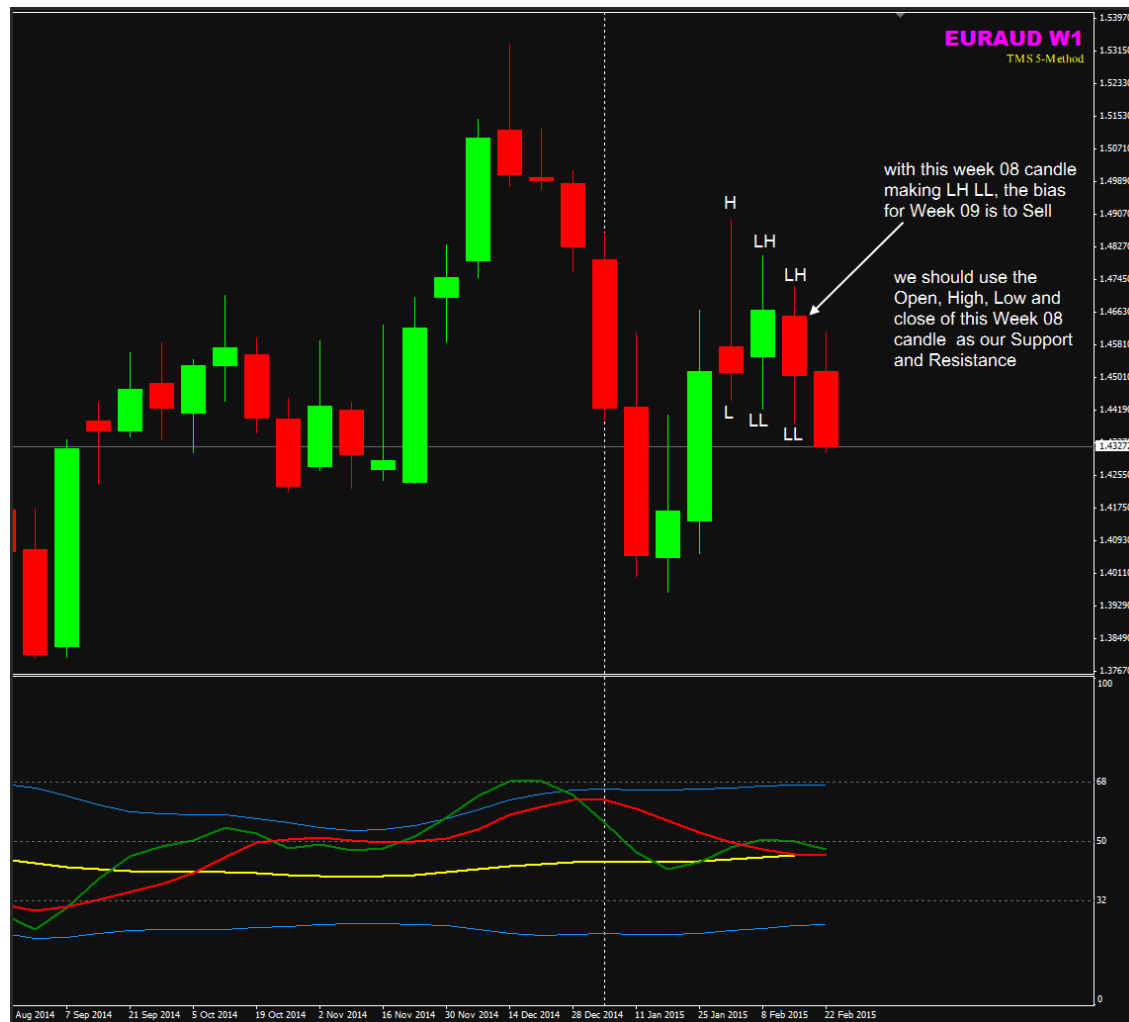 EURAUD W1
TMS 5-Method
1.53970
1.53150
1.52330
1.51530
1.50710
1.49890
1.49070
1.48270
1.47450
1.46630
1.45810
1.45010
1.44190
1.43272
1.42550
1.41750
1.40930
1.40110
1.39290
1.38490
1.37670
with this week 08 candle
making LH LL, the bias
for Week 09 is to Sell
we should use the
Open, High, Low and
close of this Week 08
candle as our Support
and Resistance
H
LH
LH
L
LL
LL
100
68
50
32
0
Aug 2014 7 Sep 2014 21 Sep 2014 5 Oct 2014 19 Oct 2014 2 Nov 2014 16 Nov 2014 30 Nov 2014 14 Dec 2014 28 Dec 2014 11 Jan 2015 25 Jan 2015 8 Feb 2015 22 Feb 2015